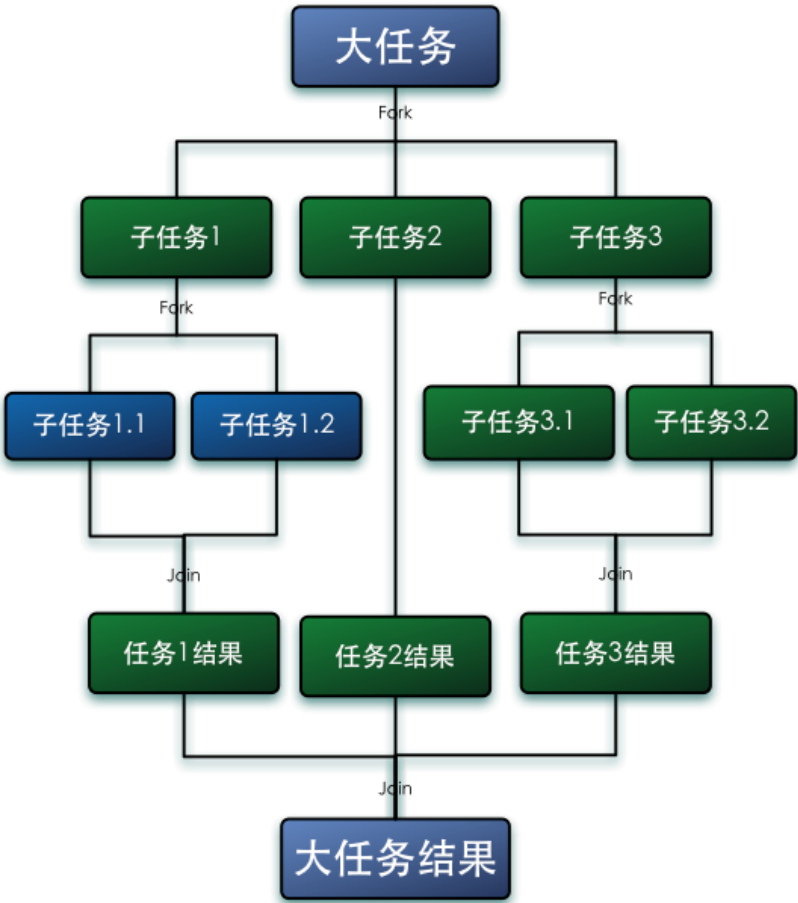 大任务
Fork
子任务1
子任务2
子任务3
Fork
Fork
子任务1.1
子任务1.2
子任务3.1
子任务3.2
Join
Join
任务1结果
任务2结果
任务3结果
Join
大任务结果